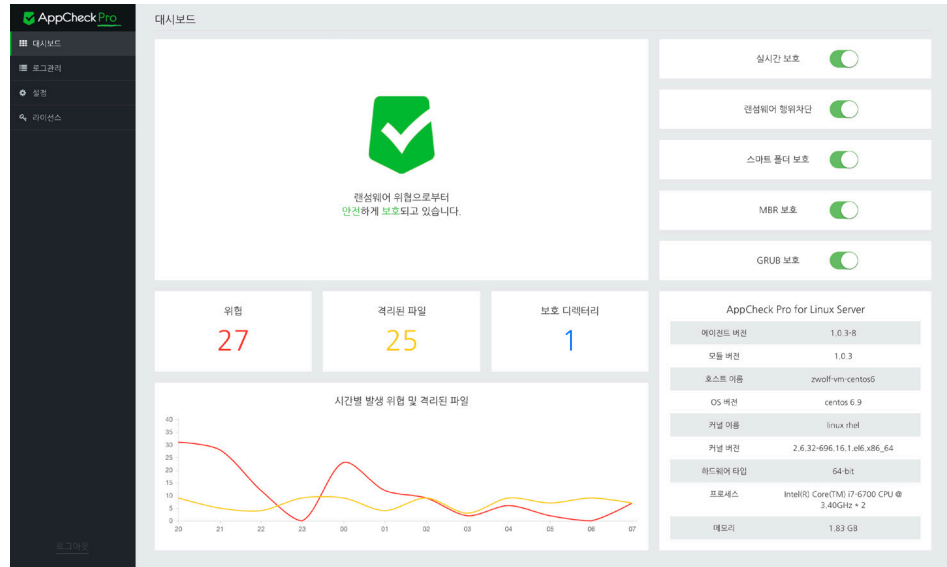 AppCheck Pro
대시보드
로그관리
설정
라이선스
로그아웃
대시보드
랜섬웨어 위협으로부터
안전하게 보호되고 있습니다.
실시간 보호
랜섬웨어 행위차단
스마트 폴더 보호
MBR 보호
GRUB 보호
위협
27
격리된 파일
25
보호 디렉터리
1
시간별 발생 위협 및 격리된 파일
40
35
30
25
20
15
10
5
0
20 21 22 23 00 01 02 03 04 05 06 07
AppCheck Pro for Linux Server
에이전트 버전 1.0.3-8
모듈 버전 1.0.3
호스트 이름 zwolf-vm-centos6
OS 버전 centos 6.9
커널 이름 linux rhel
커널 버전 2.6.32-696.16.1.el6.x86_64
하드웨어 타입 64-bit
프로세스 Intel(R) Core(TM) i7-6700 CPU @
3.40GHz * 2
메모리 1.83 GB